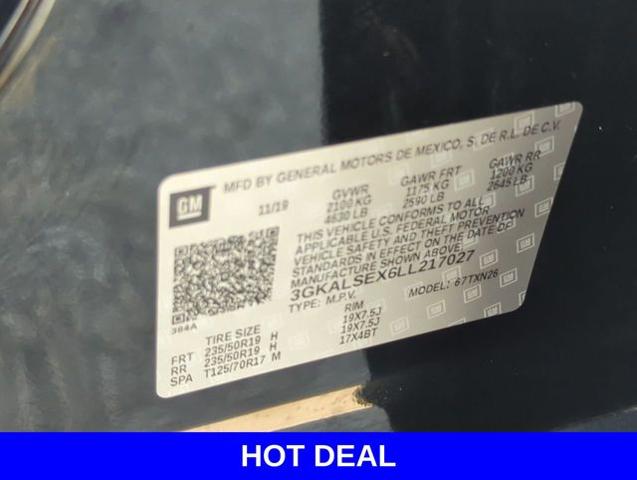 GM
MFD BY GENERAL MOTORS DE MEXICO, S. DE R.L. DE C.V.
11/19 GVWR GAWR FRT GAWR RR
2100 KG 1175 KG 1200 KG
4630 LB 2590 LB 2645 LB
THIS VEHICLE CONFORMS TO ALL
APPLICABLE U.S. FEDERAL MOTOR
VEHICLE SAFETY AND THEFT PREVENTION
STANDARDS IN EFFECT ON THE DATE OF
MANUFACTURE SHOWN ABOVE
3GKALSEX6LL217027
TYPE: M.P.V. MODEL: 67TXN26
384A
TIRE SIZE RIM
FRT 235/50R19 H 19X7.5J
RR 235/50R19 H 19X7.5J
SPA T125/70R17 M 17X4BT
HOT DEAL